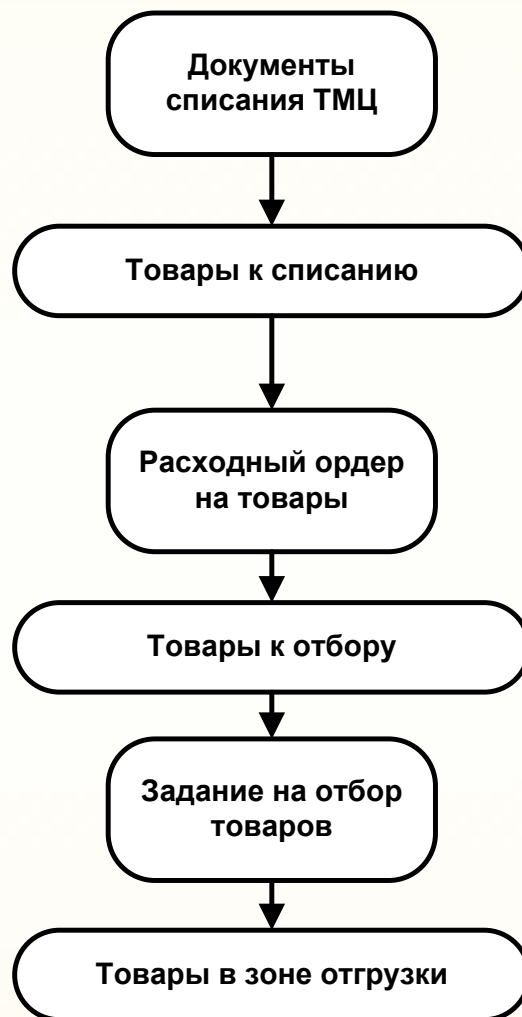 Документы
списания ТМЦ
Товары к списанию
Расходный ордер
на товары
Товары к отбору
Задание на отбор
товаров
Товары в зоне отгрузки